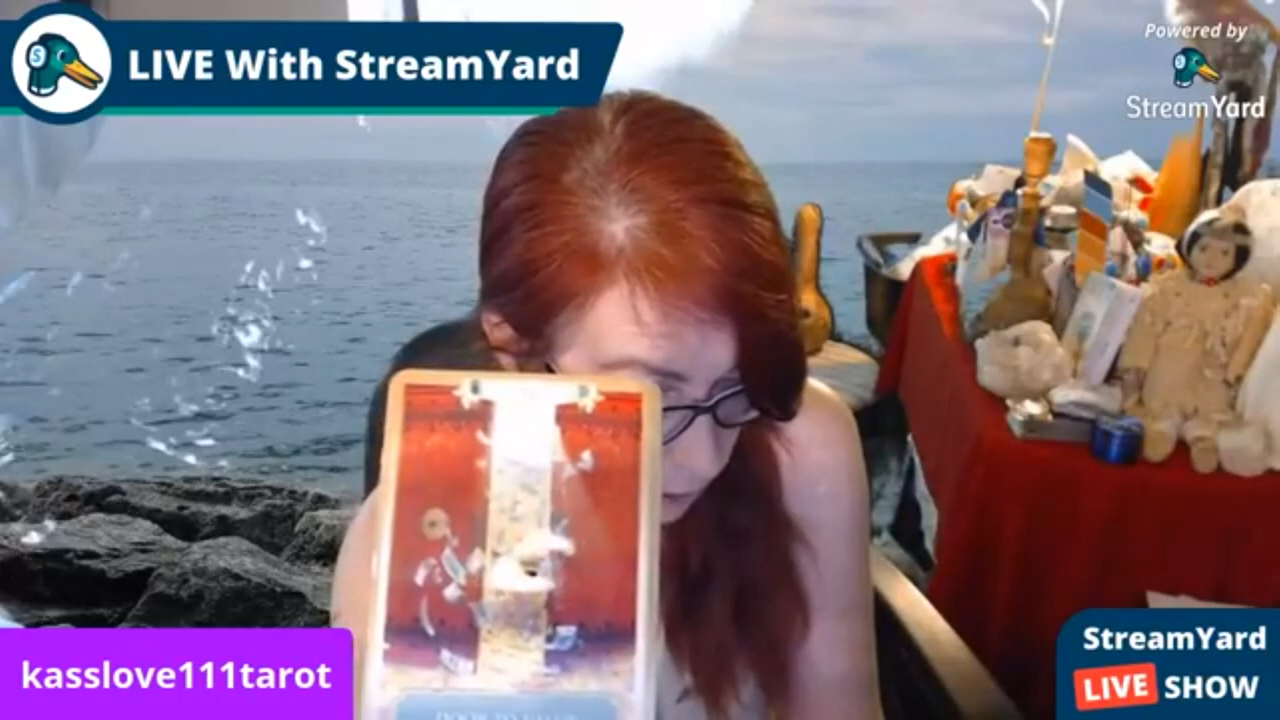 LIVE With StreamYard
Powered by
StreamYard
kasslove111tarot
StreamYard
LIVE SHOW